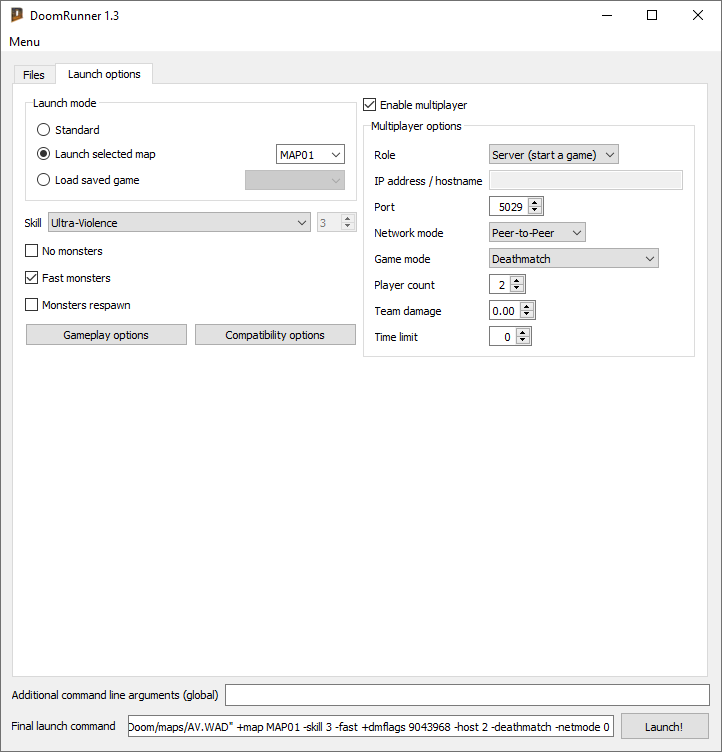 DoomRunner 1.3
Menu
Files
Launch options
Launch mode
Standard
Launch selected map MAP01
Load saved game
Skill Ultra-Violence 3
No monsters
Fast monsters
Monsters respawn
Gameplay options Compatibility options
Enable multiplayer
Multiplayer options
Role Server (start a game)
IP address / hostname
Port 5029
Network mode Peer-to-Peer
Game mode Deathmatch
Player count 2
Team damage 0.00
Time limit 0
Additional command line arguments (global)
Final launch command Doom/maps/AV.WAD" +map MAP01 -skill 3 -fast +dmflags 9043968 -host 2 -deathmatch -netmode 0 Launch!